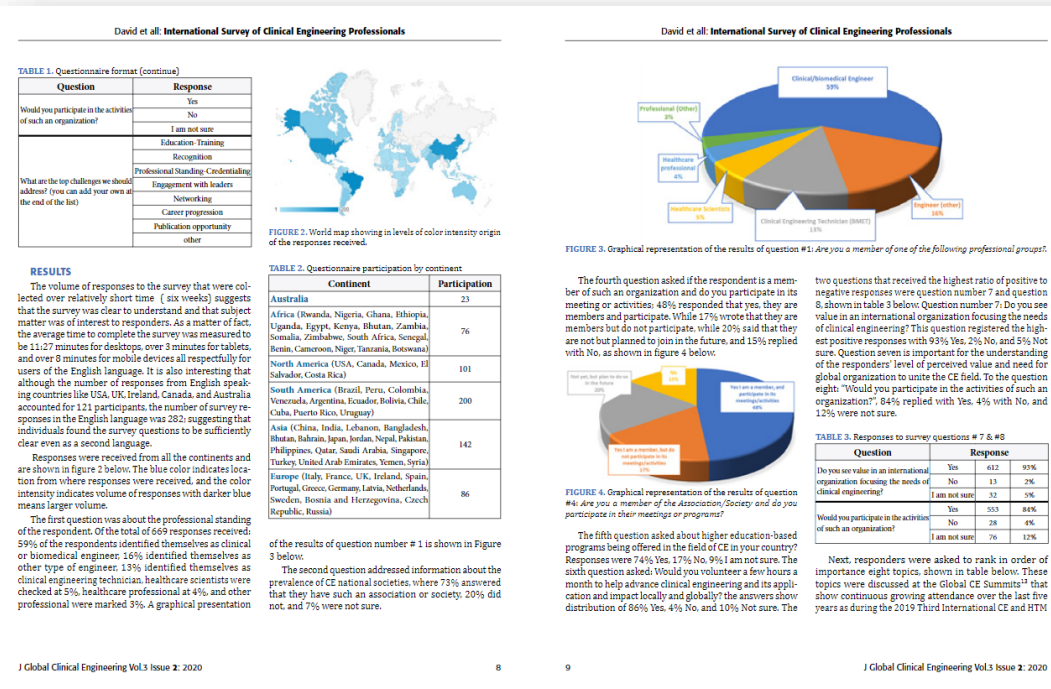 David et all: International Survey of Clinical Engineering Professionals
TABLE 1. Questionnaire format (continue)
Question Response
Would you participate in the activities of such an organization?
Yes
No
I am not sure
What are the top challenges we should address? (you can add your own at the end of the list)
Education-Training
Recognition
Professional Standing-Credentialing
Engagement with leaders
Networking
Career progression
Publication opportunity
other
RESULTS
The volume of responses to the survey that were col-
lected over relatively short time ( six weeks) suggests
that the survey was clear to understand and that subject
matter was of interest to responders. As a matter of fact,
the average time to complete the survey was measured to
be 11:27 minutes for desktops, over 3 minutes for tablets,
and over 8 minutes for mobile devices all respectfully for
users of the English language. It is also interesting that
although the number of responses from English speak-
ing countries like USA, UK, Ireland, Canada, and Australia
accounted for 121 participants, the number of survey re-
sponses in the English language was 282; suggesting that
individuals found the survey questions to be sufficiently
clear even as a second language.
Responses were received from all the continents and
are shown in figure 2 below. The blue color indicates loca-
tion from where responses were received, and the color
intensity indicates volume of responses with darker blue
means larger volume.
The first question was about the professional standing
of the respondent. Of the total of 669 responses received;
59% of the respondents identified themselves as clinical
or biomedical engineer, 16% identified themselves as
other type of engineer, 13% identified themselves as
clinical engineering technician, healthcare scientists were
checked at 5%, healthcare professional at 4%, and other
professional were marked 3%. A graphical presentation
FIGURE 2. World map showing in levels of color intensity origin
of the responses received.
TABLE 2. Questionnaire participation by continent
Continent Participation
Australia 23
Africa (Rwanda, Nigeria, Ghana, Ethiopia,
Uganda, Egypt, Kenya, Bhutan, Zambia,
Somalia, Zimbabwe, South Africa, Senegal,
Benin, Cameroon, Niger, Tanzania, Botswana)
76
North America (USA, Canada, Mexico, El
Salvador, Costa Rica)
101
South America (Brazil, Peru, Colombia,
Venezuela, Argentina, Ecuador, Bolivia, Chile,
Cuba, Puerto Rico, Uruguay)
200
Asia (China, India, Lebanon, Bangladesh,
Bhutan, Bahrain, Japan, Jordan, Nepal, Pakistan,
Philippines, Qatar, Saudi Arabia, Singapore,
Turkey, United Arab Emirates, Yemen, Syria)
142
Europe (Italy, France, UK, Ireland, Spain,
Portugal, Greece, Germany, Latvia, Netherlands,
Sweden, Bosnia and Herzegovina, Czech
Republic, Russia)
86
of the results of question number # 1 is shown in Figure
3 below.
The second question addressed information about the
prevalence of CE national societies, where 73% answered
that they have such an association or society, 20% did
not, and 7% were not sure.
J Global Clinical Engineering Vol.3 Issue 2: 2020 8
David et all: International Survey of Clinical Engineering Professionals
Clinical/biomedical Engineer
59%
Professional (Other)
3%
Healthcare
professional
4%
Healthcare Scientists
5%
Clinical Engineering Technician (BMET)
13%
Engineer (other)
16%
FIGURE 3. Graphical representation of the results of question #1: Are you a member of one of the following professional groups?.
The fourth question asked if the respondent is a mem-
ber of such an organization and do you participate in its
meeting or activities; 48% responded that yes, they are
members and participate. While 17% wrote that they are
members but do not participate, while 20% said that they
are not but planned to join in the future, and 15% replied
with No, as shown in figure 4 below.
Not yet, but plan to do so
in the future
20%
No
15%
Yes I am a member, and
participate in its
meetings/activities
48%
Yes I am a member, but do
not participate in its
meetings/activities
17%
FIGURE 4. Graphical representation of the results of question
#4: Are you a member of the Association/Society and do you
participate in their meetings or programs?
The fifth question asked about higher education-based
programs being offered in the field of CE in your country?
Responses were 74% Yes, 17% No, 9% I am not sure. The
sixth question asked: Would you volunteer a few hours a
month to help advance clinical engineering and its appli-
cation and impact locally and globally? the answers show
distribution of 86% Yes, 4% No, and 10% Not sure. The
two questions that received the highest ratio of positive to
negative responses were question number 7 and question
8, shown in table 3 below. Question number 7: Do you see
value in an international organization focusing the needs
of clinical engineering? This question registered the high-
est positive responses with 93% Yes, 2% No, and 5% Not
sure. Question seven is important for the understanding
of the responders' level of perceived value and need for
global organization to unite the CE field. To the question
eight: "Would you participate in the activities of such an
organization?", 84% replied with Yes, 4% with No, and
12% were not sure.
TABLE 3. Responses to survey questions # 7 & #8
Question Response
Do you see value in an international
organization focusing the needs of
clinical engineering?
Yes 612 93%
No 13 2%
I am not sure 32 5%
Would you participate in the activities
of such an organization?
Yes 553 84%
No 28 4%
I am not sure 76 12%
Next, responders were asked to rank in order of
importance eight topics, shown in table below. These
topics were discussed at the Global CE Summits¹³ that
show continuous growing attendance over the last five
years as during the 2019 Third International CE and HTM
9 J Global Clinical Engineering Vol.3 Issue 2: 2020